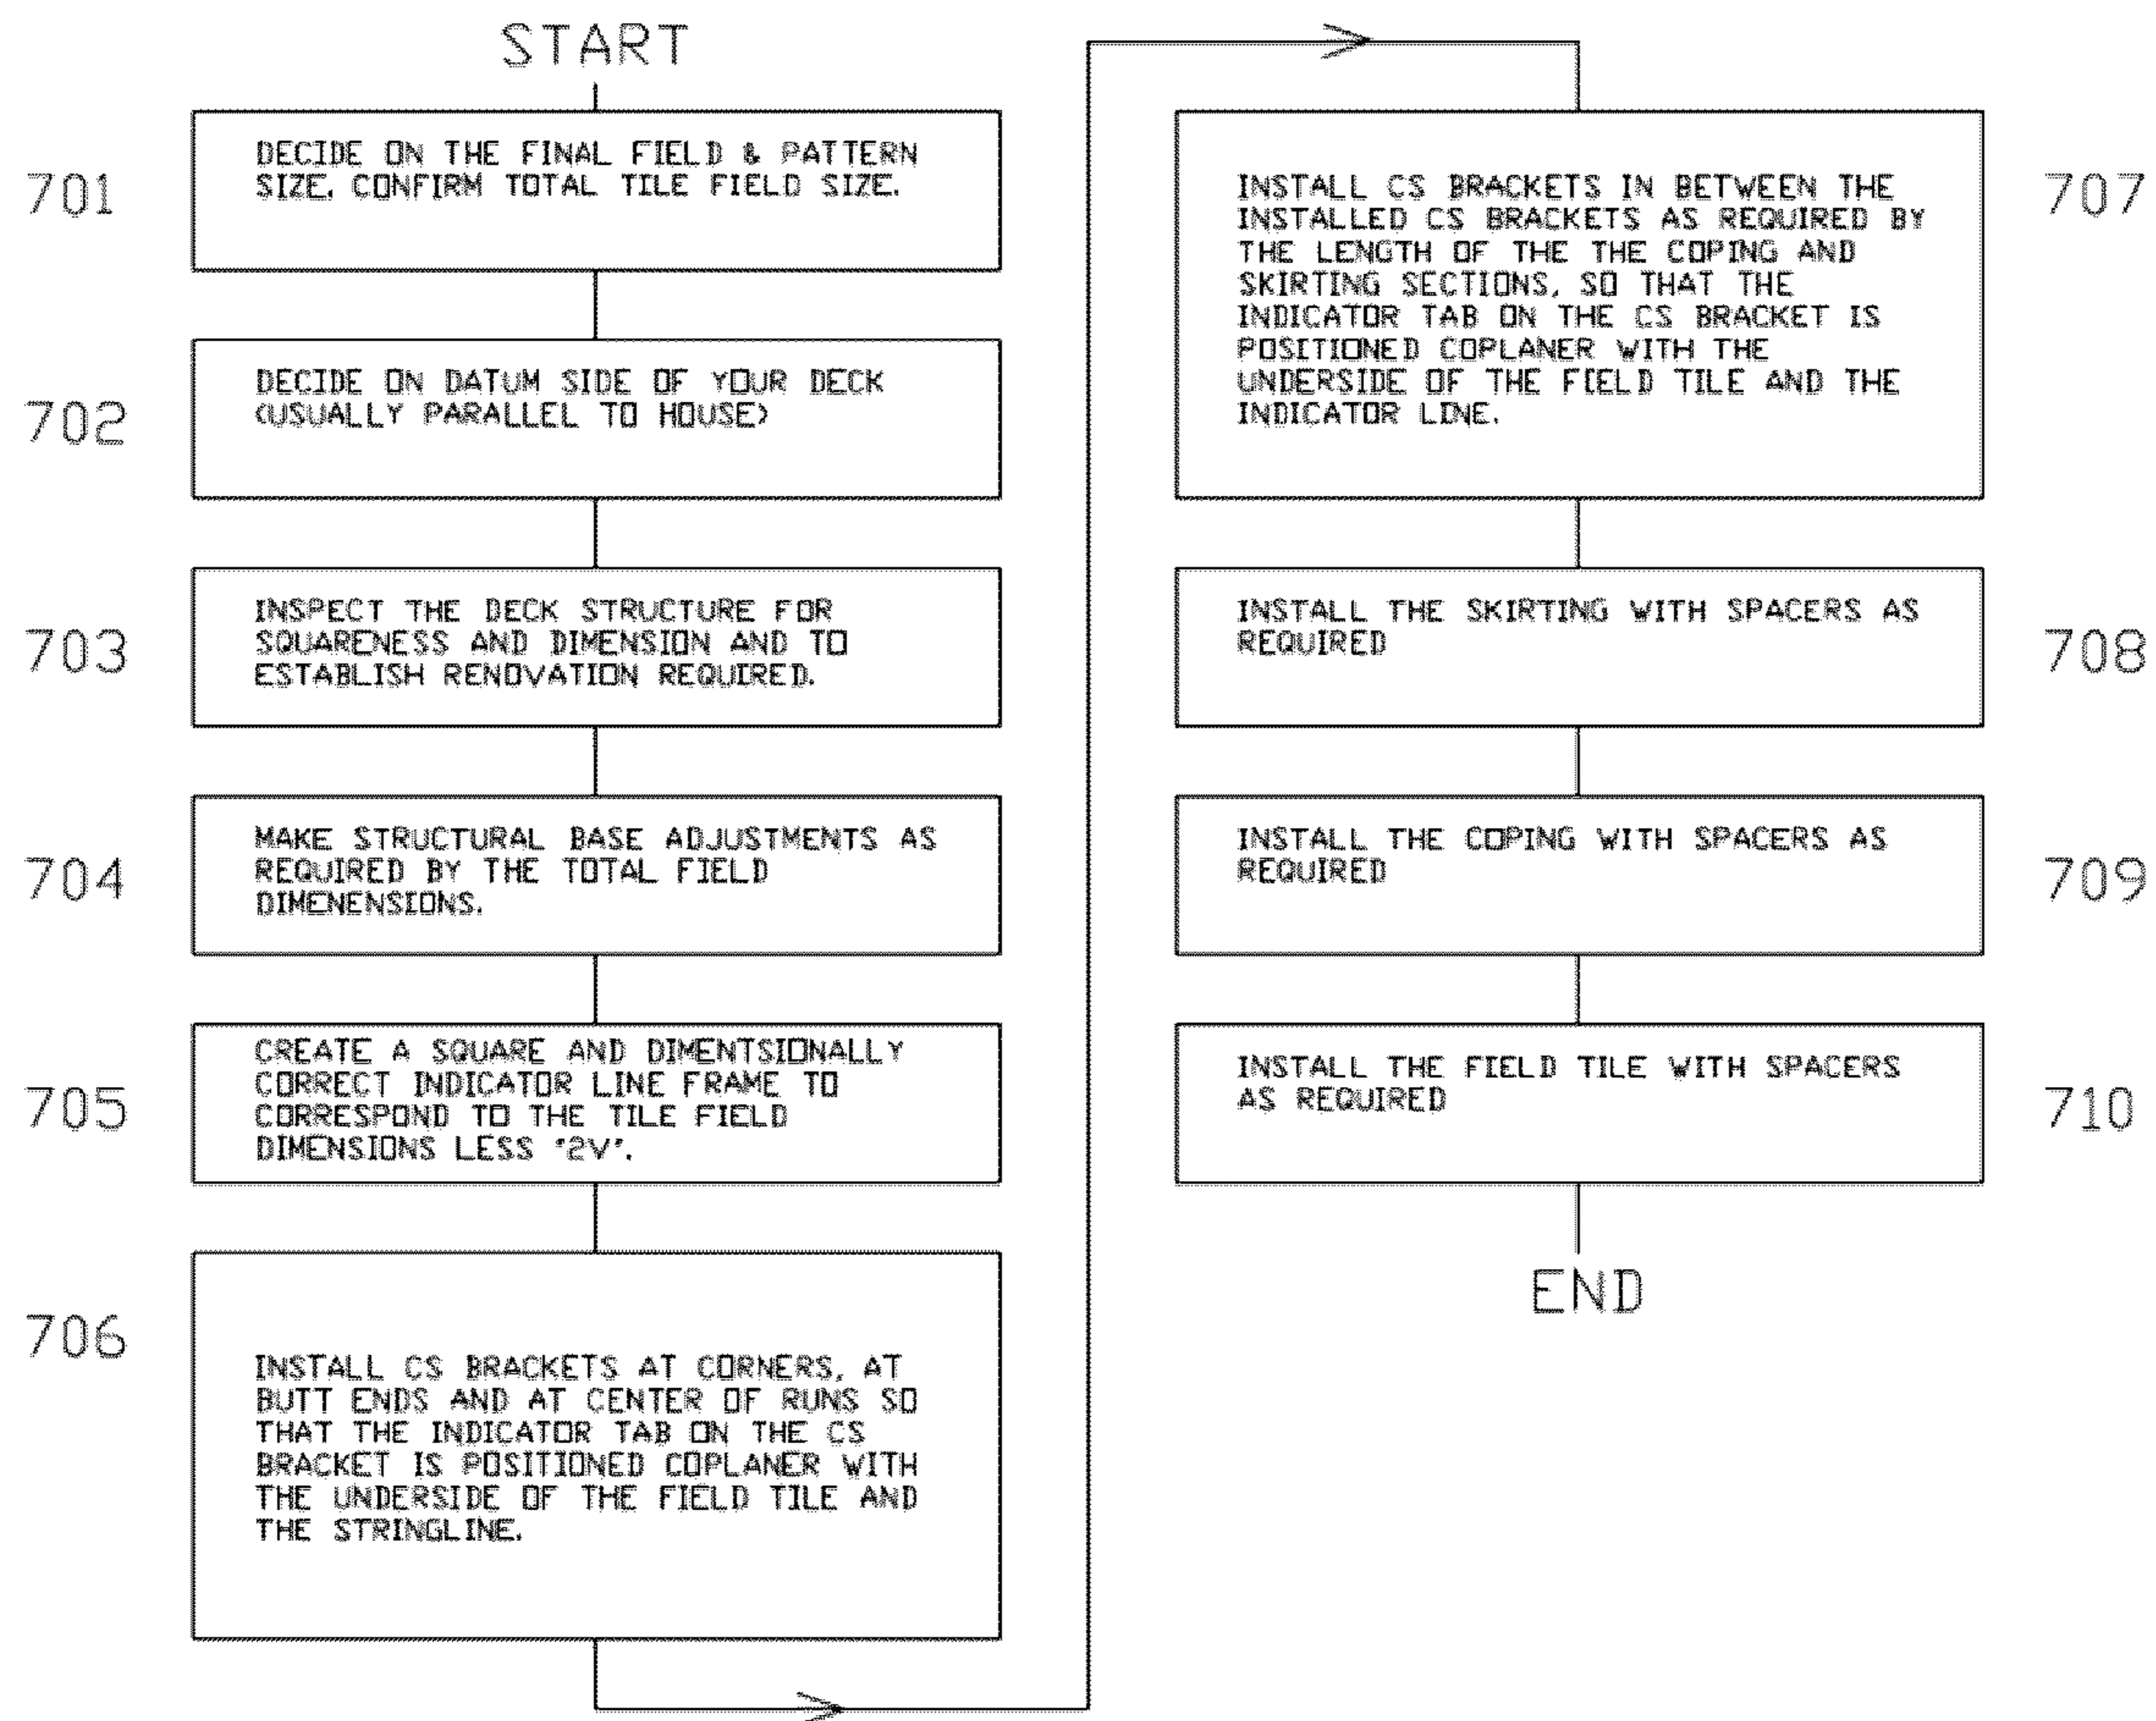 START
701
DECIDE ON THE FINAL FIELD & PATTERN
SIZE. CONFIRM TOTAL TILE FIELD SIZE.
702
DECIDE ON DATUM SIDE OF YOUR DECK
(USUALLY PARALLEL TO HOUSE)
703
INSPECT THE DECK STRUCTURE FOR
SQUARENESS AND DIMENSION AND TO
ESTABLISH RENOVATION REQUIRED.
704
MAKE STRUCTURAL BASE ADJUSTMENTS AS
REQUIRED BY THE TOTAL FIELD
DIMENENSIONS.
705
CREATE A SQUARE AND DIMENTSIONALLY
CORRECT INDICATOR LINE FRAME TO
CORRESPOND TO THE TILE FIELD
DIMENSIONS LESS "2V".
706
INSTALL CS BRACKETS AT CORNERS, AT
BUTT ENDS AND AT CENTER OF RUNS SO
THAT THE INDICATOR TAB ON THE CS
BRACKET IS POSITIONED COPLANER WITH
THE UNDERSIDE OF THE FIELD TILE AND
THE STRINGLINE.
707
INSTALL CS BRACKETS IN BETWEEN THE
INSTALLED CS BRACKETS AS REQUIRED BY
THE LENGTH OF THE THE COPING AND
SKIRTING SECTIONS, SO THAT THE
INDICATOR TAB ON THE CS BRACKET IS
POSITIONED COPLANER WITH THE
UNDERSIDE OF THE FIELD TILE AND THE
INDICATOR LINE.
708
INSTALL THE SKIRTING WITH SPACERS AS
REQUIRED
709
INSTALL THE COPING WITH SPACERS AS
REQUIRED
710
INSTALL THE FIELD TILE WITH SPACERS
AS REQUIRED
END